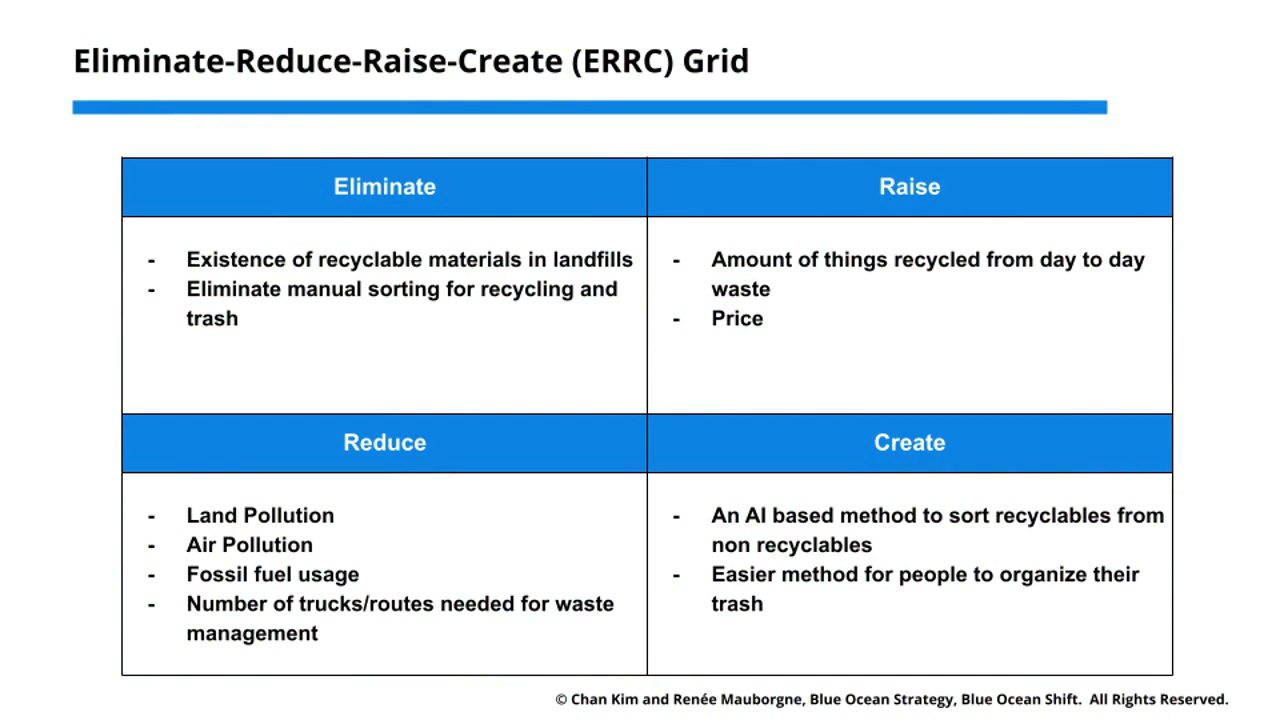 Eliminate-Reduce-Raise-Create (ERRC) Grid
Eliminate
- Existence of recyclable materials in landfills
- Eliminate manual sorting for recycling and
trash
Raise
- Amount of things recycled from day to day
waste
- Price
Reduce
- Land Pollution
- Air Pollution
- Fossil fuel usage
- Number of trucks/routes needed for waste
management
Create
- An AI based method to sort recyclables from
non recyclables
- Easier method for people to organize their
trash
© Chan Kim and Renée Mauborgne, Blue Ocean Strategy, Blue Ocean Shift. All Rights Reserved.